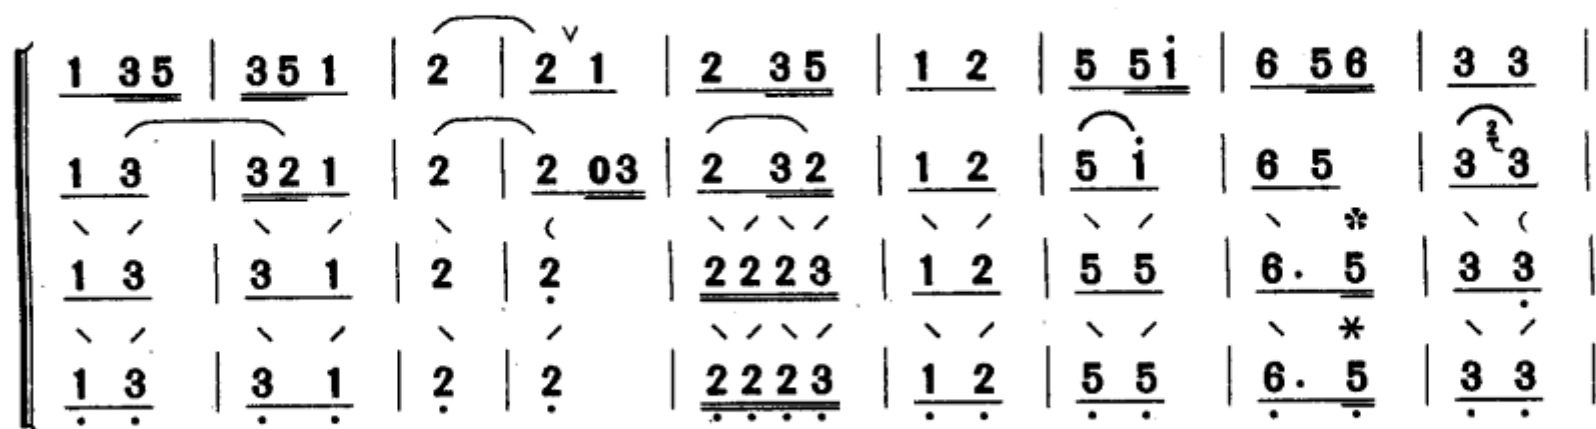 1 35 | 351 | 2 | 2 1 | 2 35 | 1 2 | 5 5i | 6 56 | 3 3 |
1 3 | 321 | 2 | 2 03 | 2 32 | 1 2 | 5 i | 6 5 | 3 2 3 |
1 3 | 3 1 | 2 | 2 | 2223 | 1 2 | 5 5 | 6. 5 | 3 3 |
1 3 | 3 1 | 2 | 2 | 2223 | 1 2 | 5 5 | 6. 5 | 3 3 |